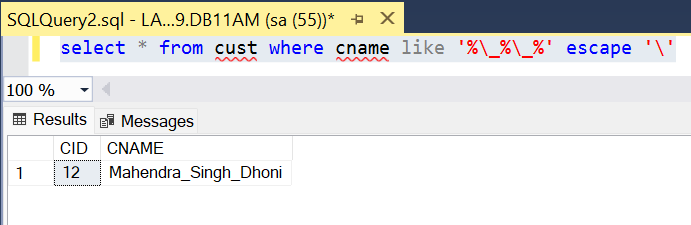 SQLQuery2.sql - LA...9.DB11AM (sa (55))*
select * from cust where cname like '%\_%\_%' escape '\'
100 %
Results Messages
CID CNAME
1 12 Mahendra_Singh_Dhoni